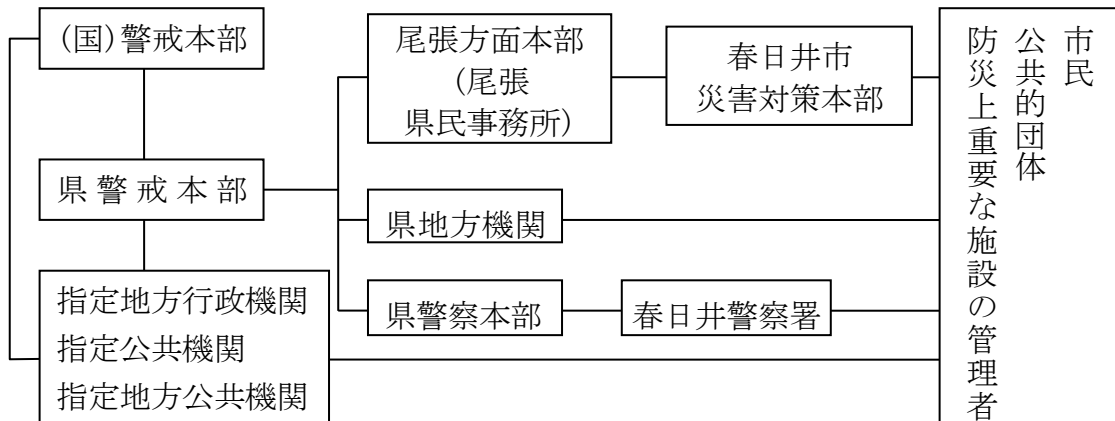 (国)警戒本部
県警戒本部
指定地方行政機関
指定公共機関
指定地方公共機関
尾張方面本部
(尾張
県民事務所)
春日井市
災害対策本部
県地方機関
県警察本部
春日井警察署
市民
公共的団体
防災上重要な施設の管理者